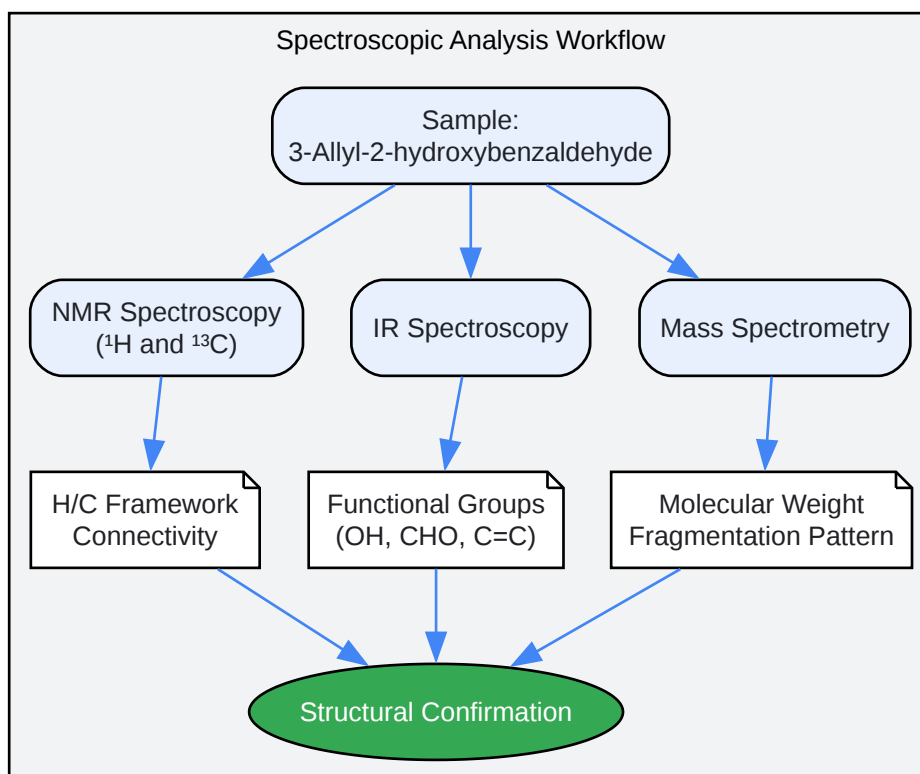 Spectroscopic Analysis Workflow
Sample:
3-Allyl-2-hydroxybenzaldehyde
NMR Spectroscopy
(¹H and ¹³C)
IR Spectroscopy
Mass Spectrometry
H/C Framework
Connectivity
Functional Groups
(OH, CHO, C=C)
Molecular Weight
Fragmentation Pattern
Structural Confirmation